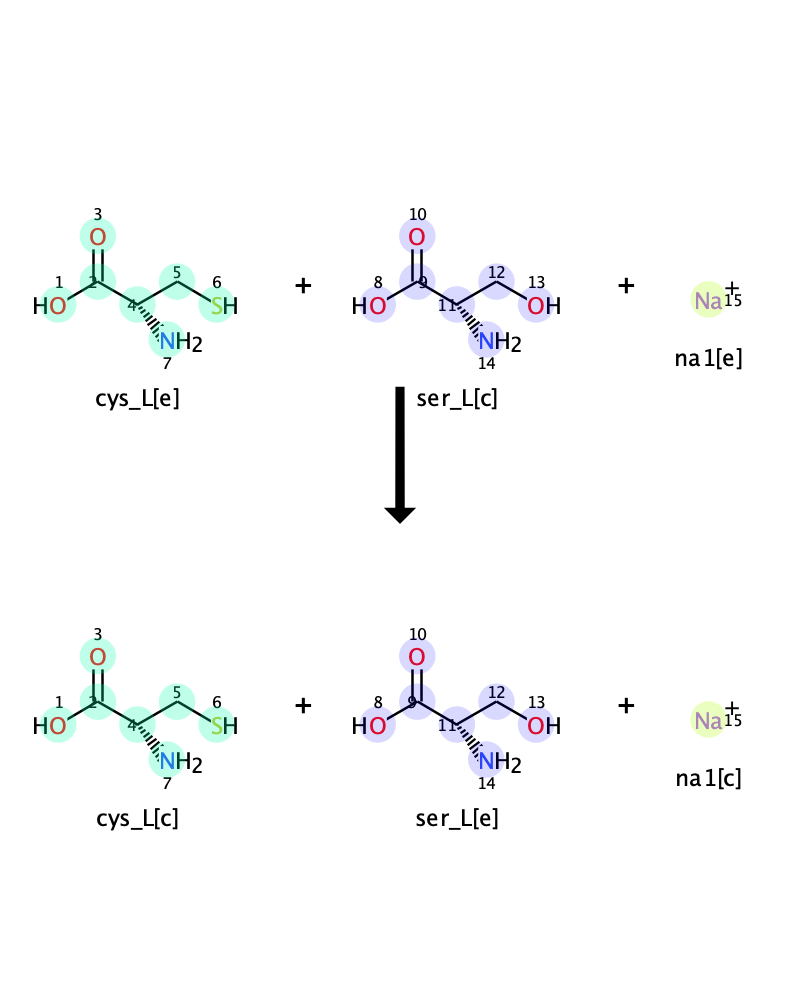 3 10
1 2 5 6 + 8 9 12 13 +
HO O 4 SH HO O 11 OH Na+ 15
NH2 NH2
7 14
na1[e]
cys_L[e] ser_L[c]
3 10
O O
1 2 5 6 + 8 9 12 13 +
HO 4 SH HO 11 OH Na+ 15
NH2 NH2
7 14
na1[c]
cys_L[c] ser_L[e]